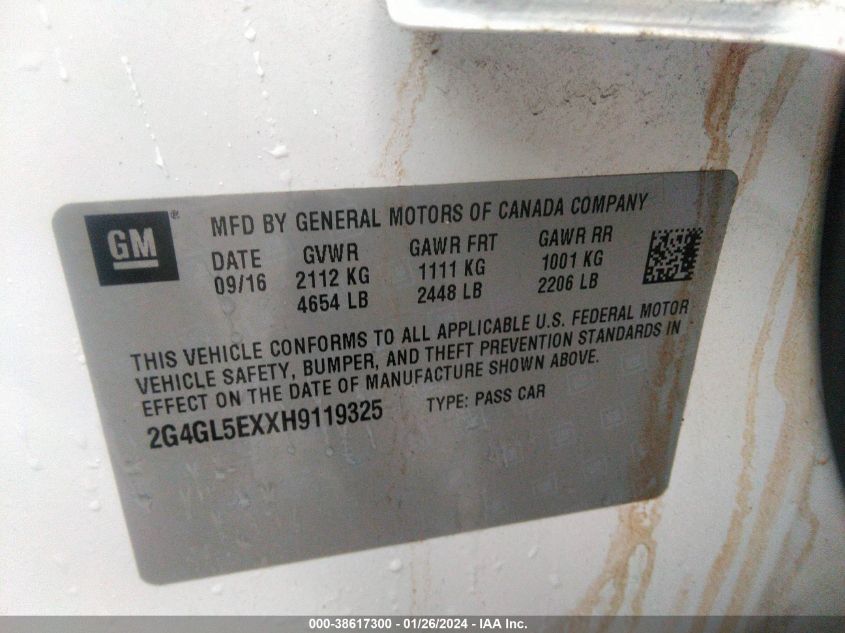 GM® MFD BY GENERAL MOTORS OF CANADA COMPANY
DATE GVWR GAWR FRT GAWR RR
09/16 2112 KG 1111 KG 1001 KG
4654 LB 2448 LB 2206 LB
THIS VEHICLE CONFORMS TO ALL APPLICABLE U.S. FEDERAL MOTOR
VEHICLE SAFETY, BUMPER, AND THEFT PREVENTION STANDARDS IN
EFFECT ON THE DATE OF MANUFACTURE SHOWN ABOVE.
2G4GL5EXXH9119325 TYPE: PASS CAR
000-38617300 - 01/26/2024 - IAA Inc.